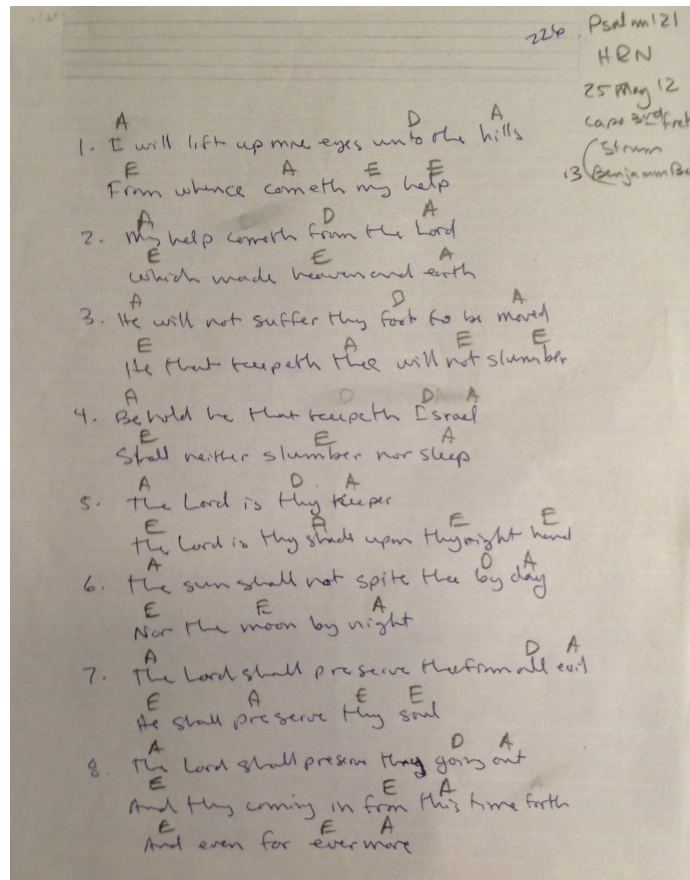 226. Psalm 121
HRN
25 May 12
capo 3rd fret
Strum
13 Benjamin
A D A
1. I will lift up mine eyes unto the hills
E A E E
From whence cometh my help
A D A
2. My help cometh from the Lord
E E A
which made heaven and earth
A D A
3. He will not suffer thy foot to be moved
E A E E
He that keepeth thee will not slumber
A D A
4. Behold he that keepeth Israel
E E A
Shall neither slumber nor sleep
A D A
5. The Lord is thy keeper
E A E E
the Lord is thy shade upon thy right hand
A D A
6. the sun shall not spite thee by day
E E A
Nor the moon by night
A D A
7. The Lord shall preserve thee from all evil
E A E E
He shall preserve thy soul
A D A
8. The Lord shall preserve thy going out
E E A
And thy coming in from this time forth
E E A
And even for evermore